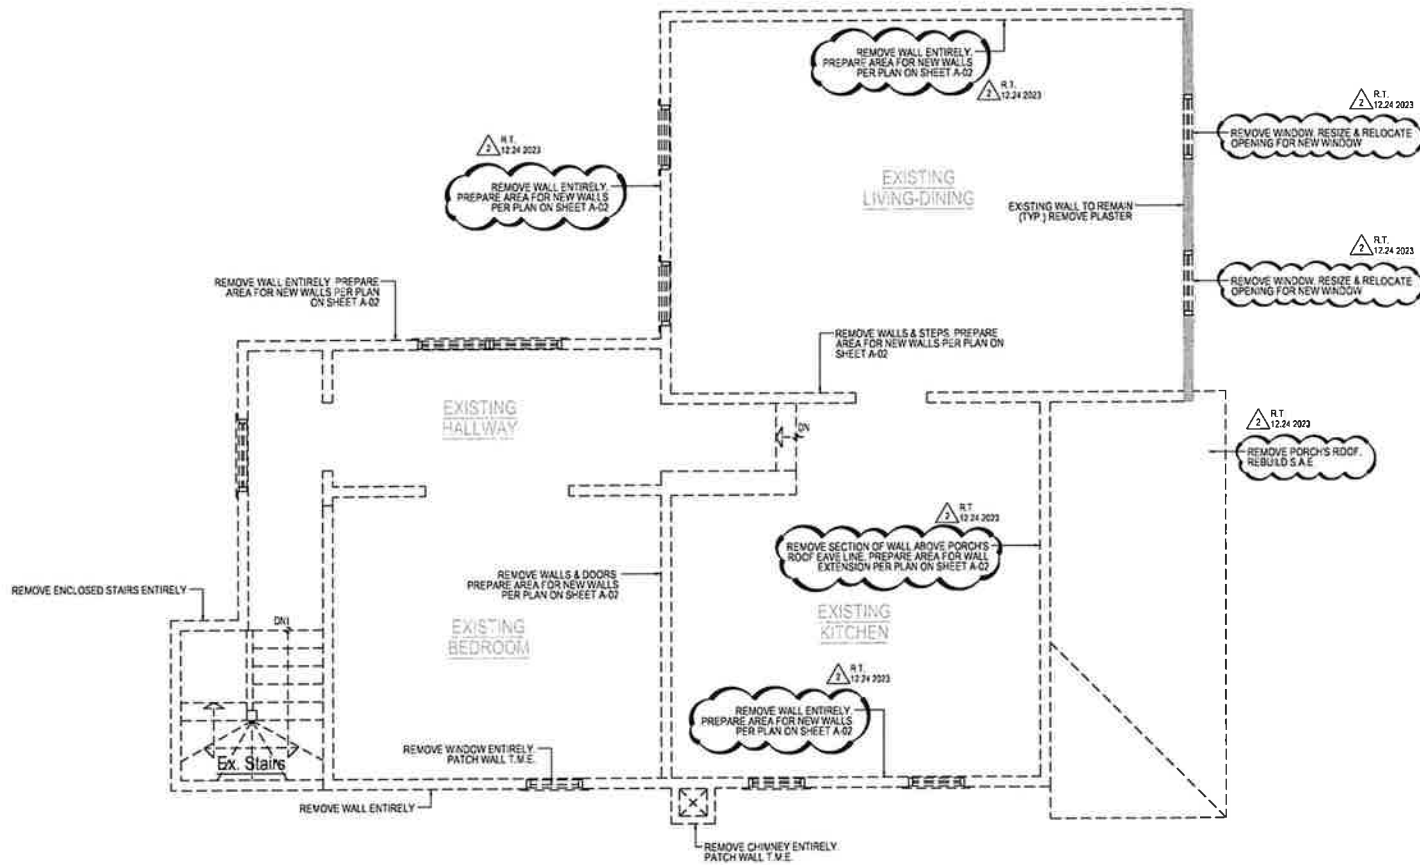 REMOVE WALL ENTIRELY,
PREPARE AREA FOR NEW WALLS
PER PLAN ON SHEET A-02
2 R.T.
12.24 2023
2 R.T.
12.24 2023
REMOVE WINDOW, RESIZE & RELOCATE
OPENING FOR NEW WINDOW
2 R.T.
12.24 2023
REMOVE WALL ENTIRELY,
PREPARE AREA FOR NEW WALLS
PER PLAN ON SHEET A-02
EXISTING
LIVING-DINING
EXISTING WALL TO REMAIN
(TYP.) REMOVE PLASTER
2 R.T.
12.24 2023
REMOVE WINDOW, RESIZE & RELOCATE
OPENING FOR NEW WINDOW
REMOVE WALL ENTIRELY. PREPARE
AREA FOR NEW WALLS PER PLAN
ON SHEET A-02
REMOVE WALLS & STEPS. PREPARE
AREA FOR NEW WALLS PER PLAN ON
SHEET A-02
EXISTING
HALLWAY
DN
2 R.T.
12.24 2023
REMOVE PORCH'S ROOF,
REBUILD S.A.E
2 R.T.
12.24 2023
REMOVE SECTION OF WALL ABOVE PORCH'S
ROOF EAVE LINE, PREPARE AREA FOR WALL
EXTENSION PER PLAN ON SHEET A-02
REMOVE WALLS & DOORS
PREPARE AREA FOR NEW WALLS
PER PLAN ON SHEET A-02
REMOVE ENCLOSED STAIRS ENTIRELY
EXISTING
KITCHEN
DN
EXISTING
BEDROOM
2 R.T.
12.24 2023
REMOVE WALL ENTIRELY,
PREPARE AREA FOR NEW WALLS
PER PLAN ON SHEET A-02
REMOVE WINDOW ENTIRELY
PATCH WALL T.M.E.
Ex. Stairs
REMOVE WALL ENTIRELY
REMOVE CHIMNEY ENTIRELY
PATCH WALL T.M.E.